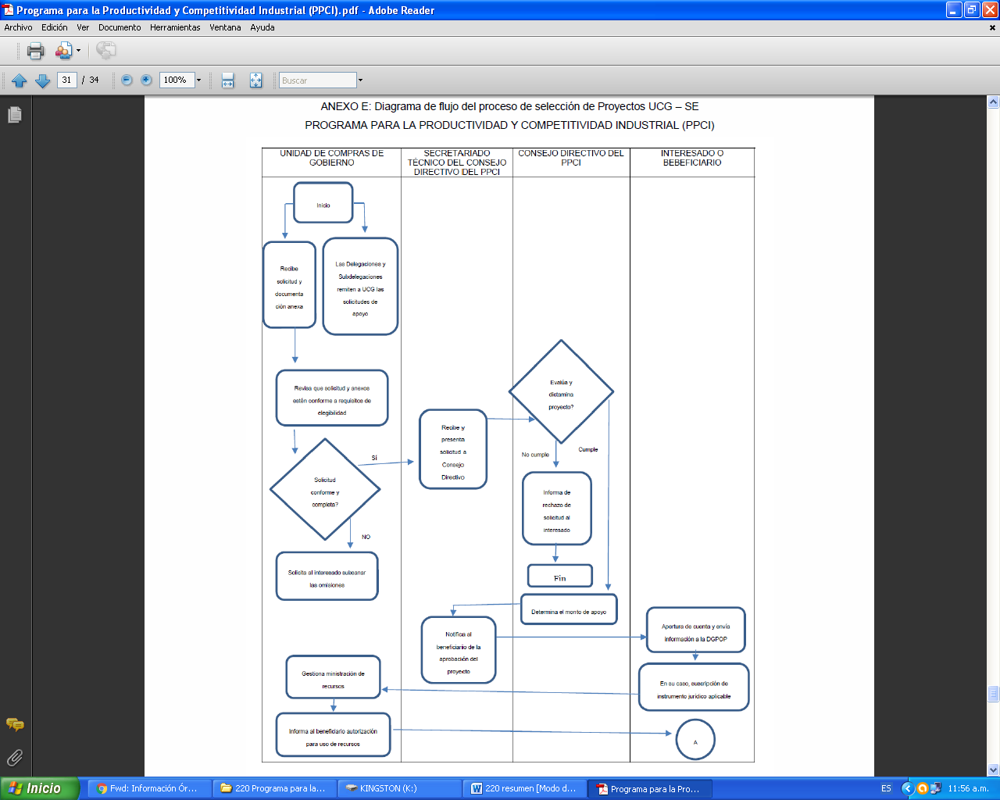 Programa para la Productividad y Competitividad Industrial (PPCI).pdf - Adobe Reader
Archivo Edición Ver Documento Herramientas Ventana Ayuda
31 / 34 100% Buscar
ANEXO E: Diagrama de flujo del proceso de selección de Proyectos UCG – SE
PROGRAMA PARA LA PRODUCTIVIDAD Y COMPETITIVIDAD INDUSTRIAL (PPCI)
UNIDAD DE COMPRAS DE
GOBIERNO
SECRETARIADO
TÉCNICO DEL CONSEJO
DIRECTIVO DEL PPCI
CONSEJO DIRECTIVO DEL
PPCI
INTERESADO O
BEBEFICIARIO
Inicio
Recibe
solicitud y
documenta
ción anexa
Las Delegaciones y
Subdelegaciones
remiten a UCG las
solicitudes de
apoyo
Revisa que solicitud y anexos
están conforme a requisitos de
elegibilidad
Solicitud
conforme y
completa?
Sí
NO
Solicita al interesado subsanar
las omisiones
Recibe y
presenta
solicitud a
Consejo
Directivo
Evalúa y
dictamina
proyecto?
No cumple
Cumple
Informa de
rechazo de
solicitud al
interesado
Fin
Determina el monto de apoyo
Notifica al
beneficiario de la
aprobación del
proyecto
Apertura de cuenta y envía
información a la DGPOP
En su caso, suscripción de
instrumento jurídico aplicable
Gestiona ministración de
recursos
Informa al beneficiario autorización
para uso de recursos
A
Inicio
Fwd: Información Ór...
220 Programa para la...
KINGSTON (K:)
220 resumen [Modo d...
Programa para la Pro...
ES
11:56 a.m.